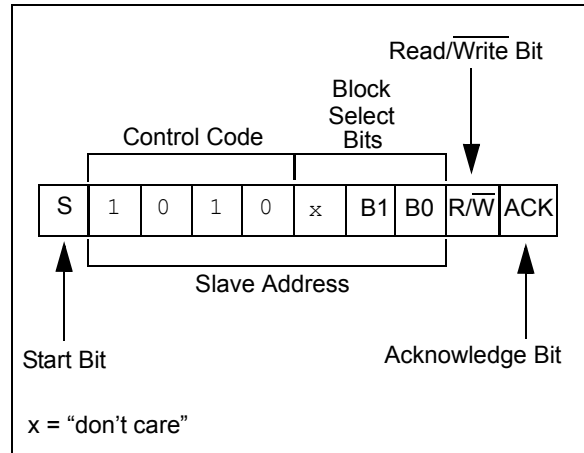 Read/Write Bit
Block
Select
Bits
Control Code
S 1 0 1 0 x B1 B0 R/W ACK
Slave Address
Start Bit
Acknowledge Bit
x = “don’t care”